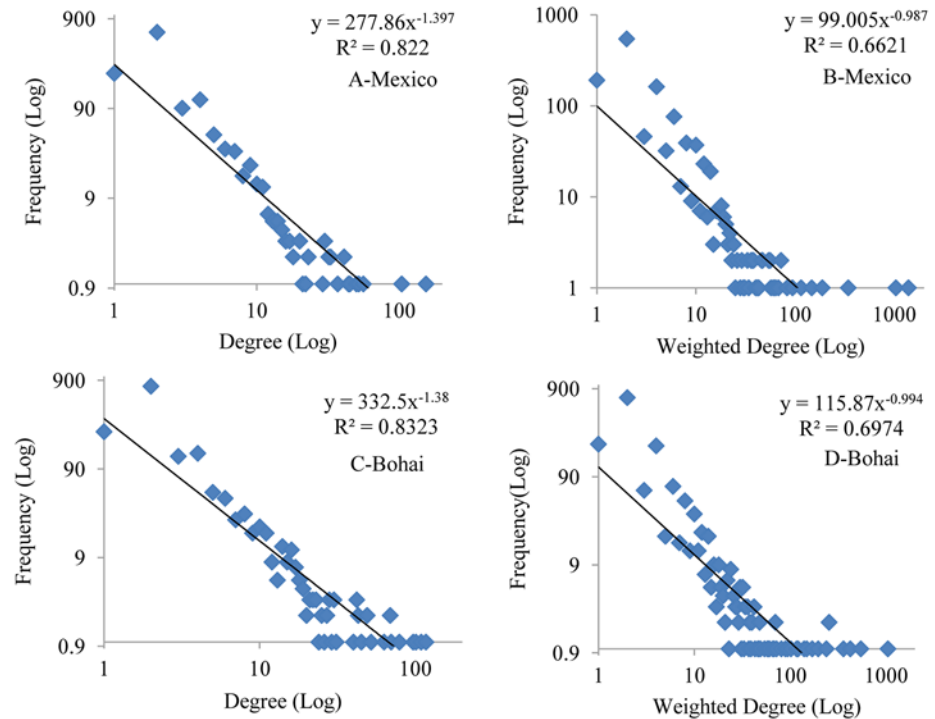 y = 277.86x^-1.397
R² = 0.822
A-Mexico
Frequency (Log)
900
90
9
0.9
1
10
100
Degree (Log)
y = 99.005x^-0.987
R² = 0.6621
B-Mexico
Frequency (Log)
1000
100
10
1
1
10
100
1000
Weighted Degree (Log)
y = 332.5x^-1.38
R² = 0.8323
C-Bohai
Frequency (Log)
900
90
9
0.9
1
10
100
Degree (Log)
y = 115.87x^-0.994
R² = 0.6974
D-Bohai
Frequency(Log)
900
90
9
0.9
1
10
100
1000
Weighted Degree (Log)